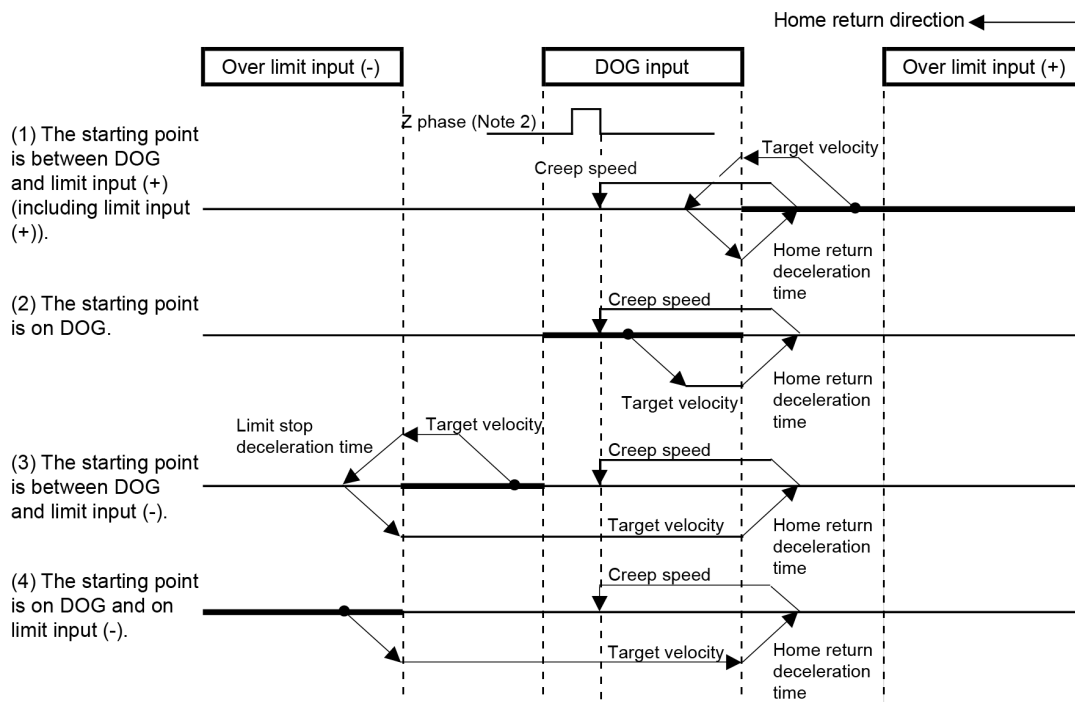 Home return direction
Over limit input (-)
DOG input
Over limit input (+)
(1) The starting point
is between DOG
and limit input (+)
(including limit input
(+)).
Z phase (Note 2)
Target velocity
Creep speed
Home return
deceleration
time
(2) The starting point
is on DOG.
Creep speed
Target velocity
Home return
deceleration
time
(3) The starting point
is between DOG
and limit input (-).
Limit stop
deceleration time
Target velocity
Creep speed
Target velocity
Home return
deceleration
time
(4) The starting point
is on DOG and on
limit input (-).
Creep speed
Target velocity
Home return
deceleration
time